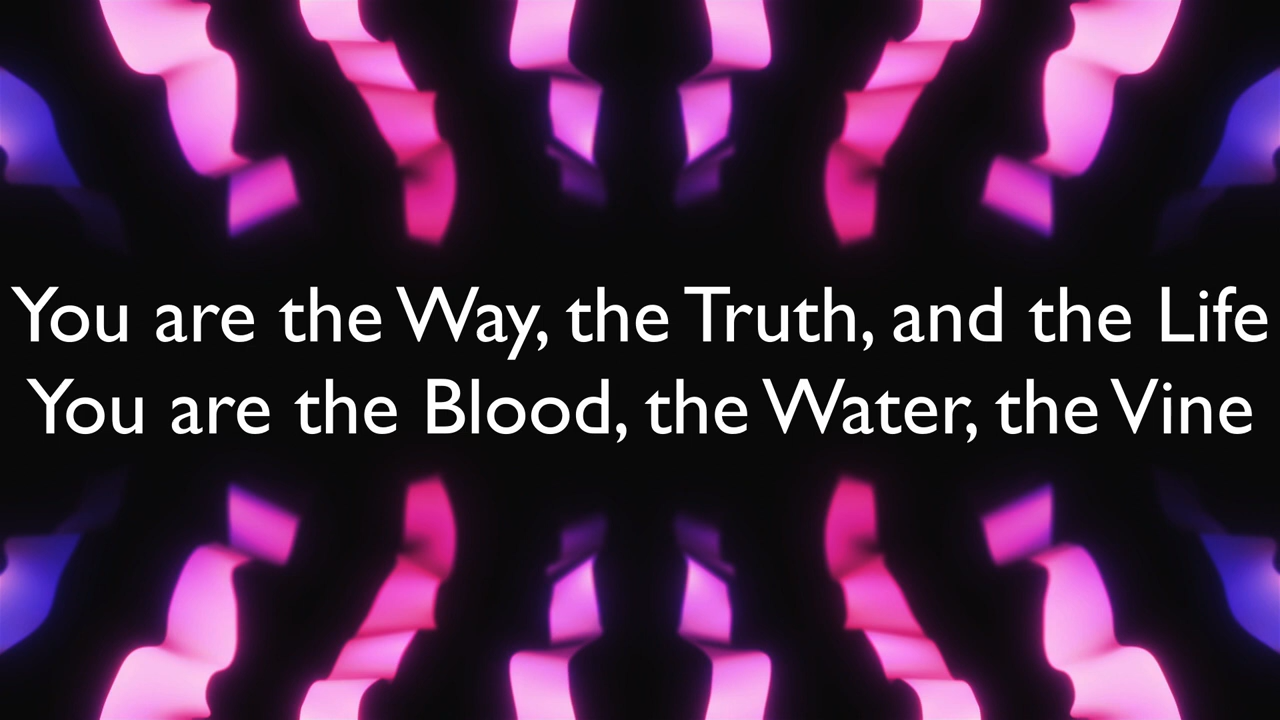 You are the Way, the Truth, and the Life
You are the Blood, the Water, the Vine